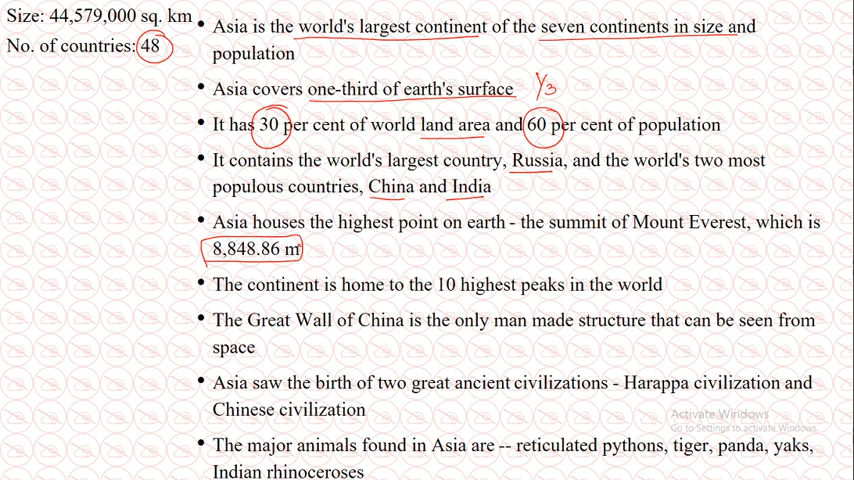 Size: 44,579,000 sq. km
No. of countries: 48
• Asia is the world's largest continent of the seven continents in size and
population
• Asia covers one-third of earth's surface 1/3
• It has 30 per cent of world land area and 60 per cent of population
• It contains the world's largest country, Russia, and the world's two most
populous countries, China and India
• Asia houses the highest point on earth - the summit of Mount Everest, which is
8,848.86 m
• The continent is home to the 10 highest peaks in the world
• The Great Wall of China is the only man made structure that can be seen from
space
• Asia saw the birth of two great ancient civilizations - Harappa civilization and
Chinese civilization
Activate Windows
Go to Settings to activate Windows.
• The major animals found in Asia are -- reticulated pythons, tiger, panda, yaks,
Indian rhinoceroses